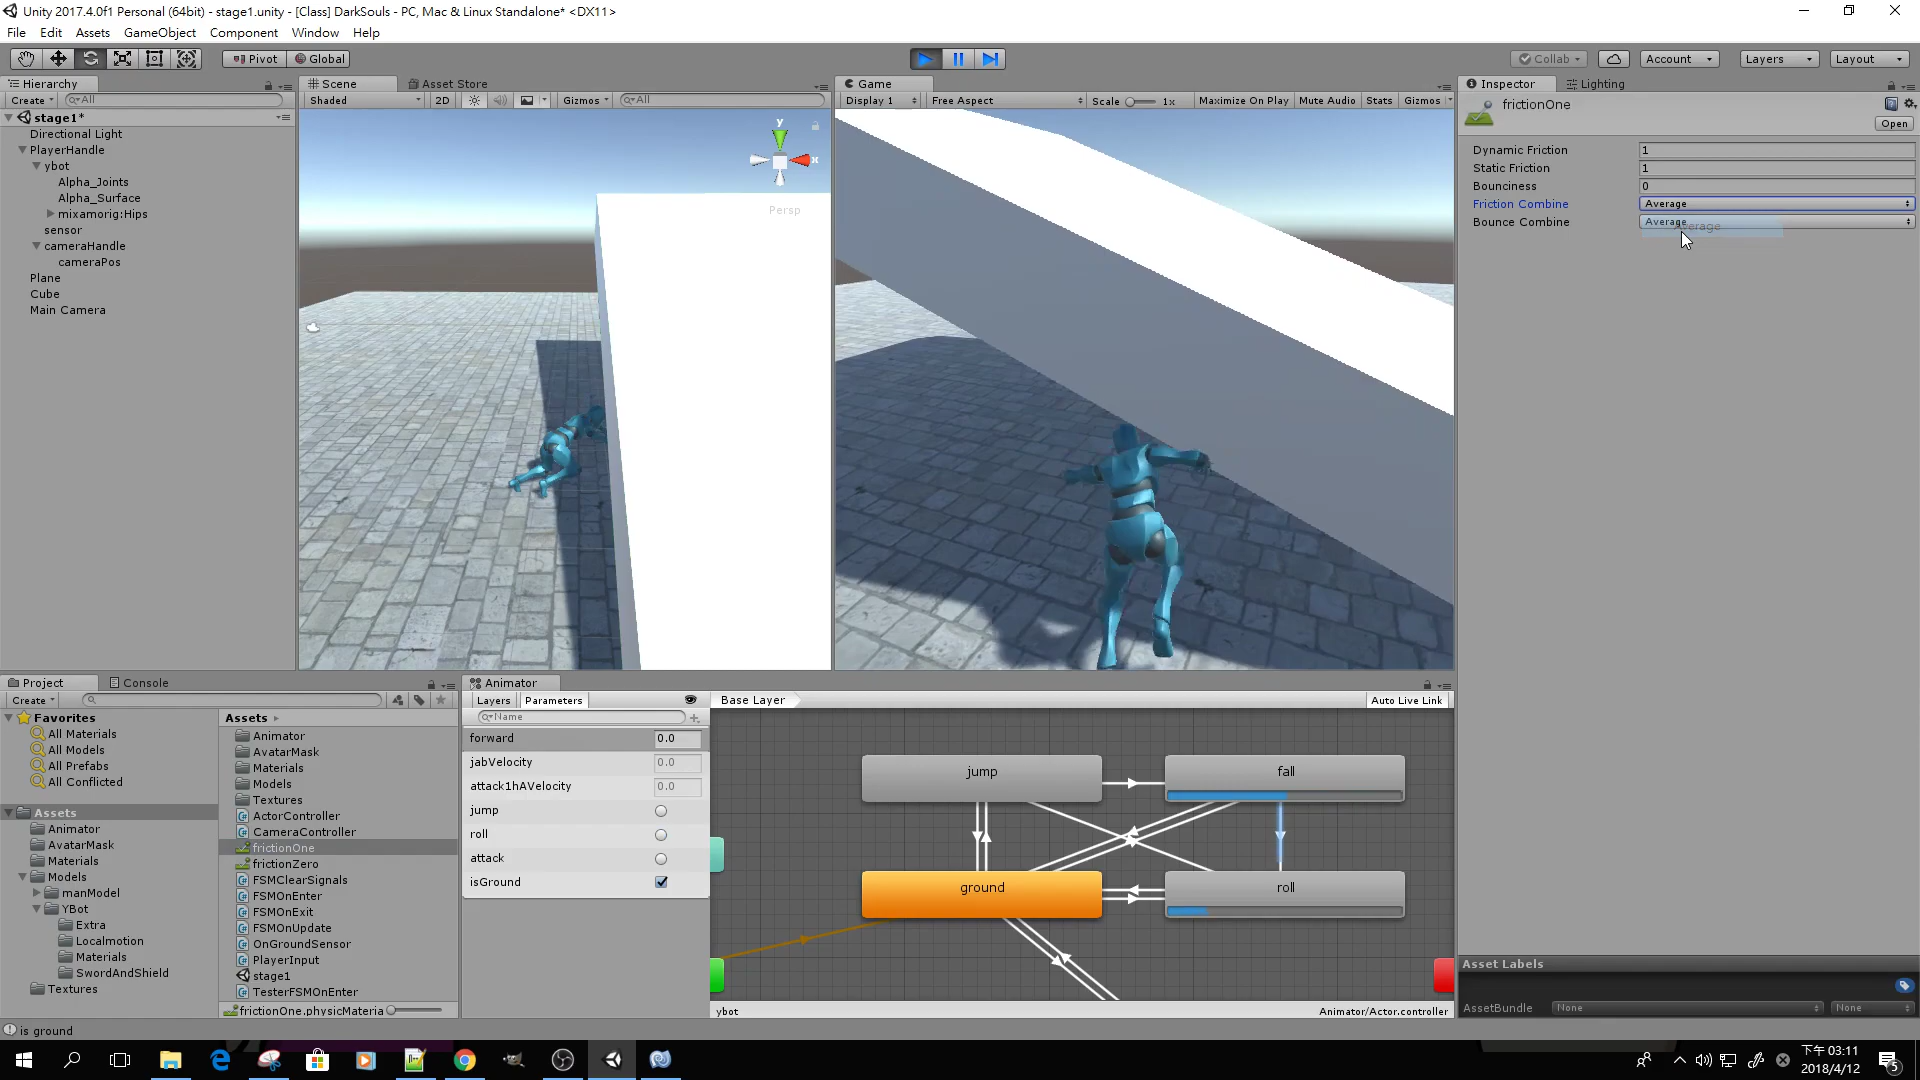 Unity 2017.4.0f1 Personal (64bit) - stage1.unity - [Class] DarkSouls - PC, Mac & Linux Standalone* <DX11>
File Edit Assets GameObject Component Window Help
Pivot Global Collab Account Layers Layout
Hierarchy
Create All
stage1*
Directional Light
PlayerHandle
ybot
Alpha_Joints
Alpha_Surface
mixamorig:Hips
sensor
cameraHandle
cameraPos
Plane
Cube
Main Camera
Scene Asset Store
Shaded 2D Gizmos All
y
x
Persp
Game
Display 1 Free Aspect Scale 1x Maximize On Play Mute Audio Stats Gizmos
Inspector Lighting
frictionOne
Open
Dynamic Friction 1
Static Friction 1
Bounciness 0
Friction Combine Average
Bounce Combine Average
Average
Project Console
Create
Favorites
All Materials
All Models
All Prefabs
All Conflicted
Assets
Animator
AvatarMask
Materials
Models
manModel
YBot
Extra
Localmotion
Materials
SwordAndShield
Textures
Assets
Animator
AvatarMask
Materials
Models
Textures
ActorController
CameraController
frictionOne
frictionZero
FSMClearSignals
FSMOnEnter
FSMOnExit
FSMOnUpdate
OnGroundSensor
PlayerInput
stage1
TesterFSMOnEnter
frictionOne.physicMateria
Animator
Layers Parameters
Name
forward 0.0
jabVelocity 0.0
attack1hAVelocity 0.0
jump
roll
attack
isGround
Base Layer Auto Live Link
jump fall
ground roll
ybot Animator/Actor.controller
Asset Labels
AssetBundle None None
is ground
下午 03:11
2018/4/12
5